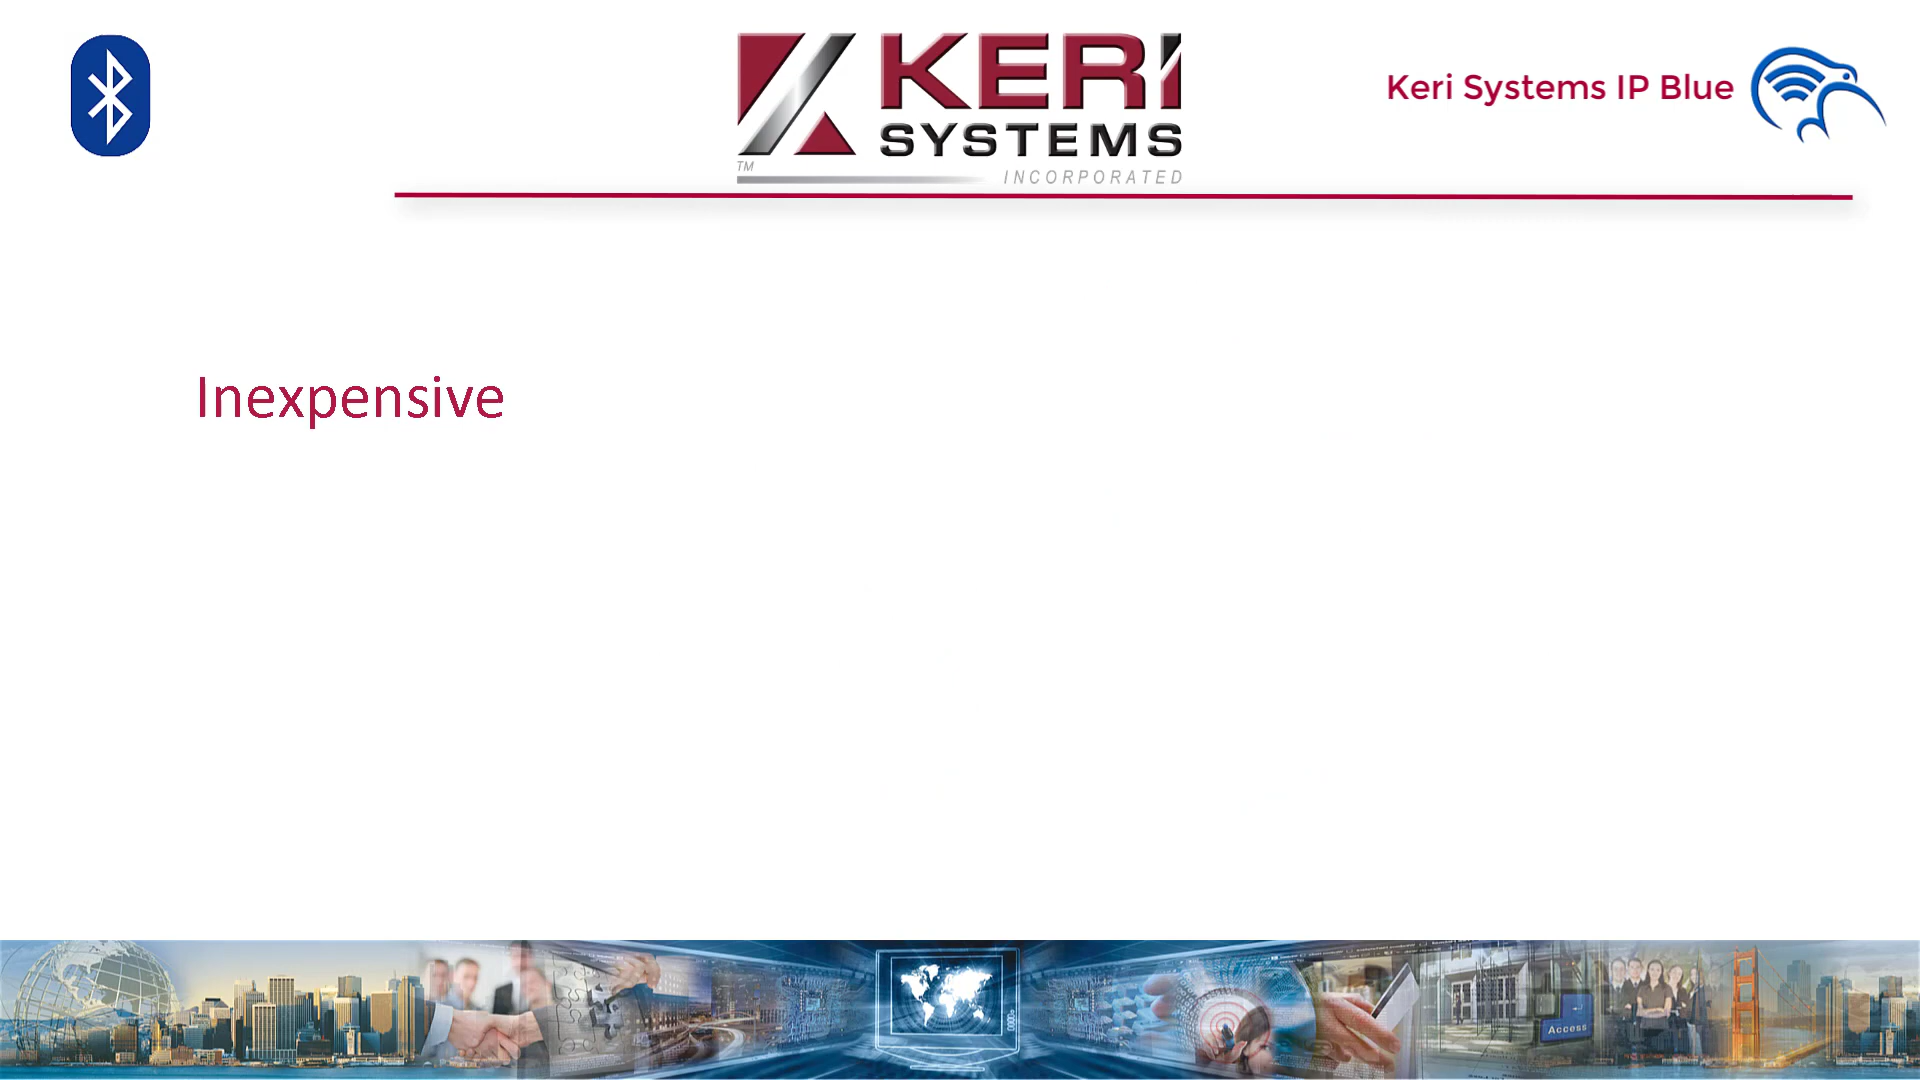 KERI
SYSTEMS
TM
INCORPORATED
Keri Systems IP Blue
Inexpensive
Access